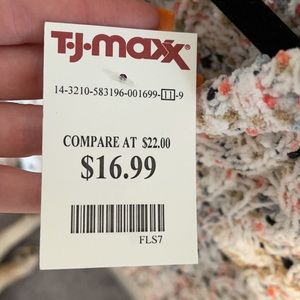 T·J·maxx®
14-3210-583196-001699-11-9
COMPARE AT $22.00
$16.99
FLS7